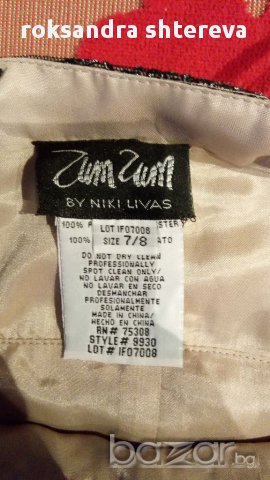 roksandra shtereva
Zum Zum
BY NIKI LIVAS
LOT IF07008
100% STER
SIZE 7/8
100% ATO
DO NOT DRY CLEAN
PROFESSIONALLY
SPOT CLEAN ONLY/
NO LAVAR CON AGUA
NO LAVAR EN SECO
DESMANCHAR
PROFESIONALMENTE
SOLAMENTE
MADE IN CHINA/
HECHO EN CHINA
RN# 75308
STYLE# 9930
LOT# IF07008
bazar.bg